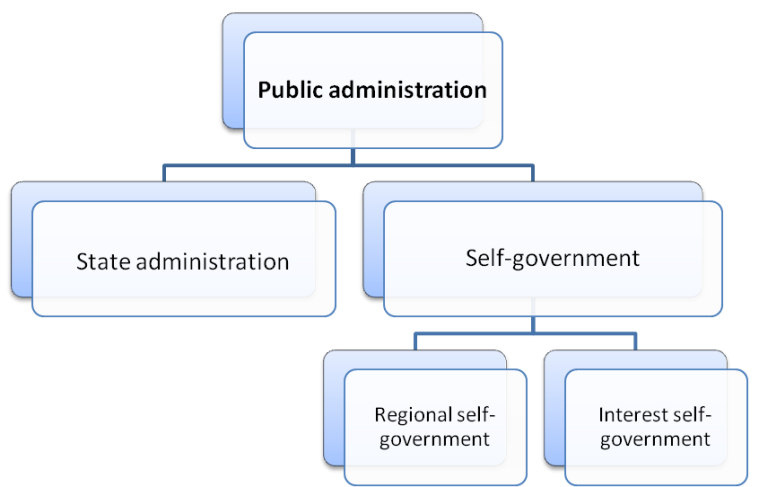 Public administration
State administration
Self-government
Regional self-
government
Interest self-
government